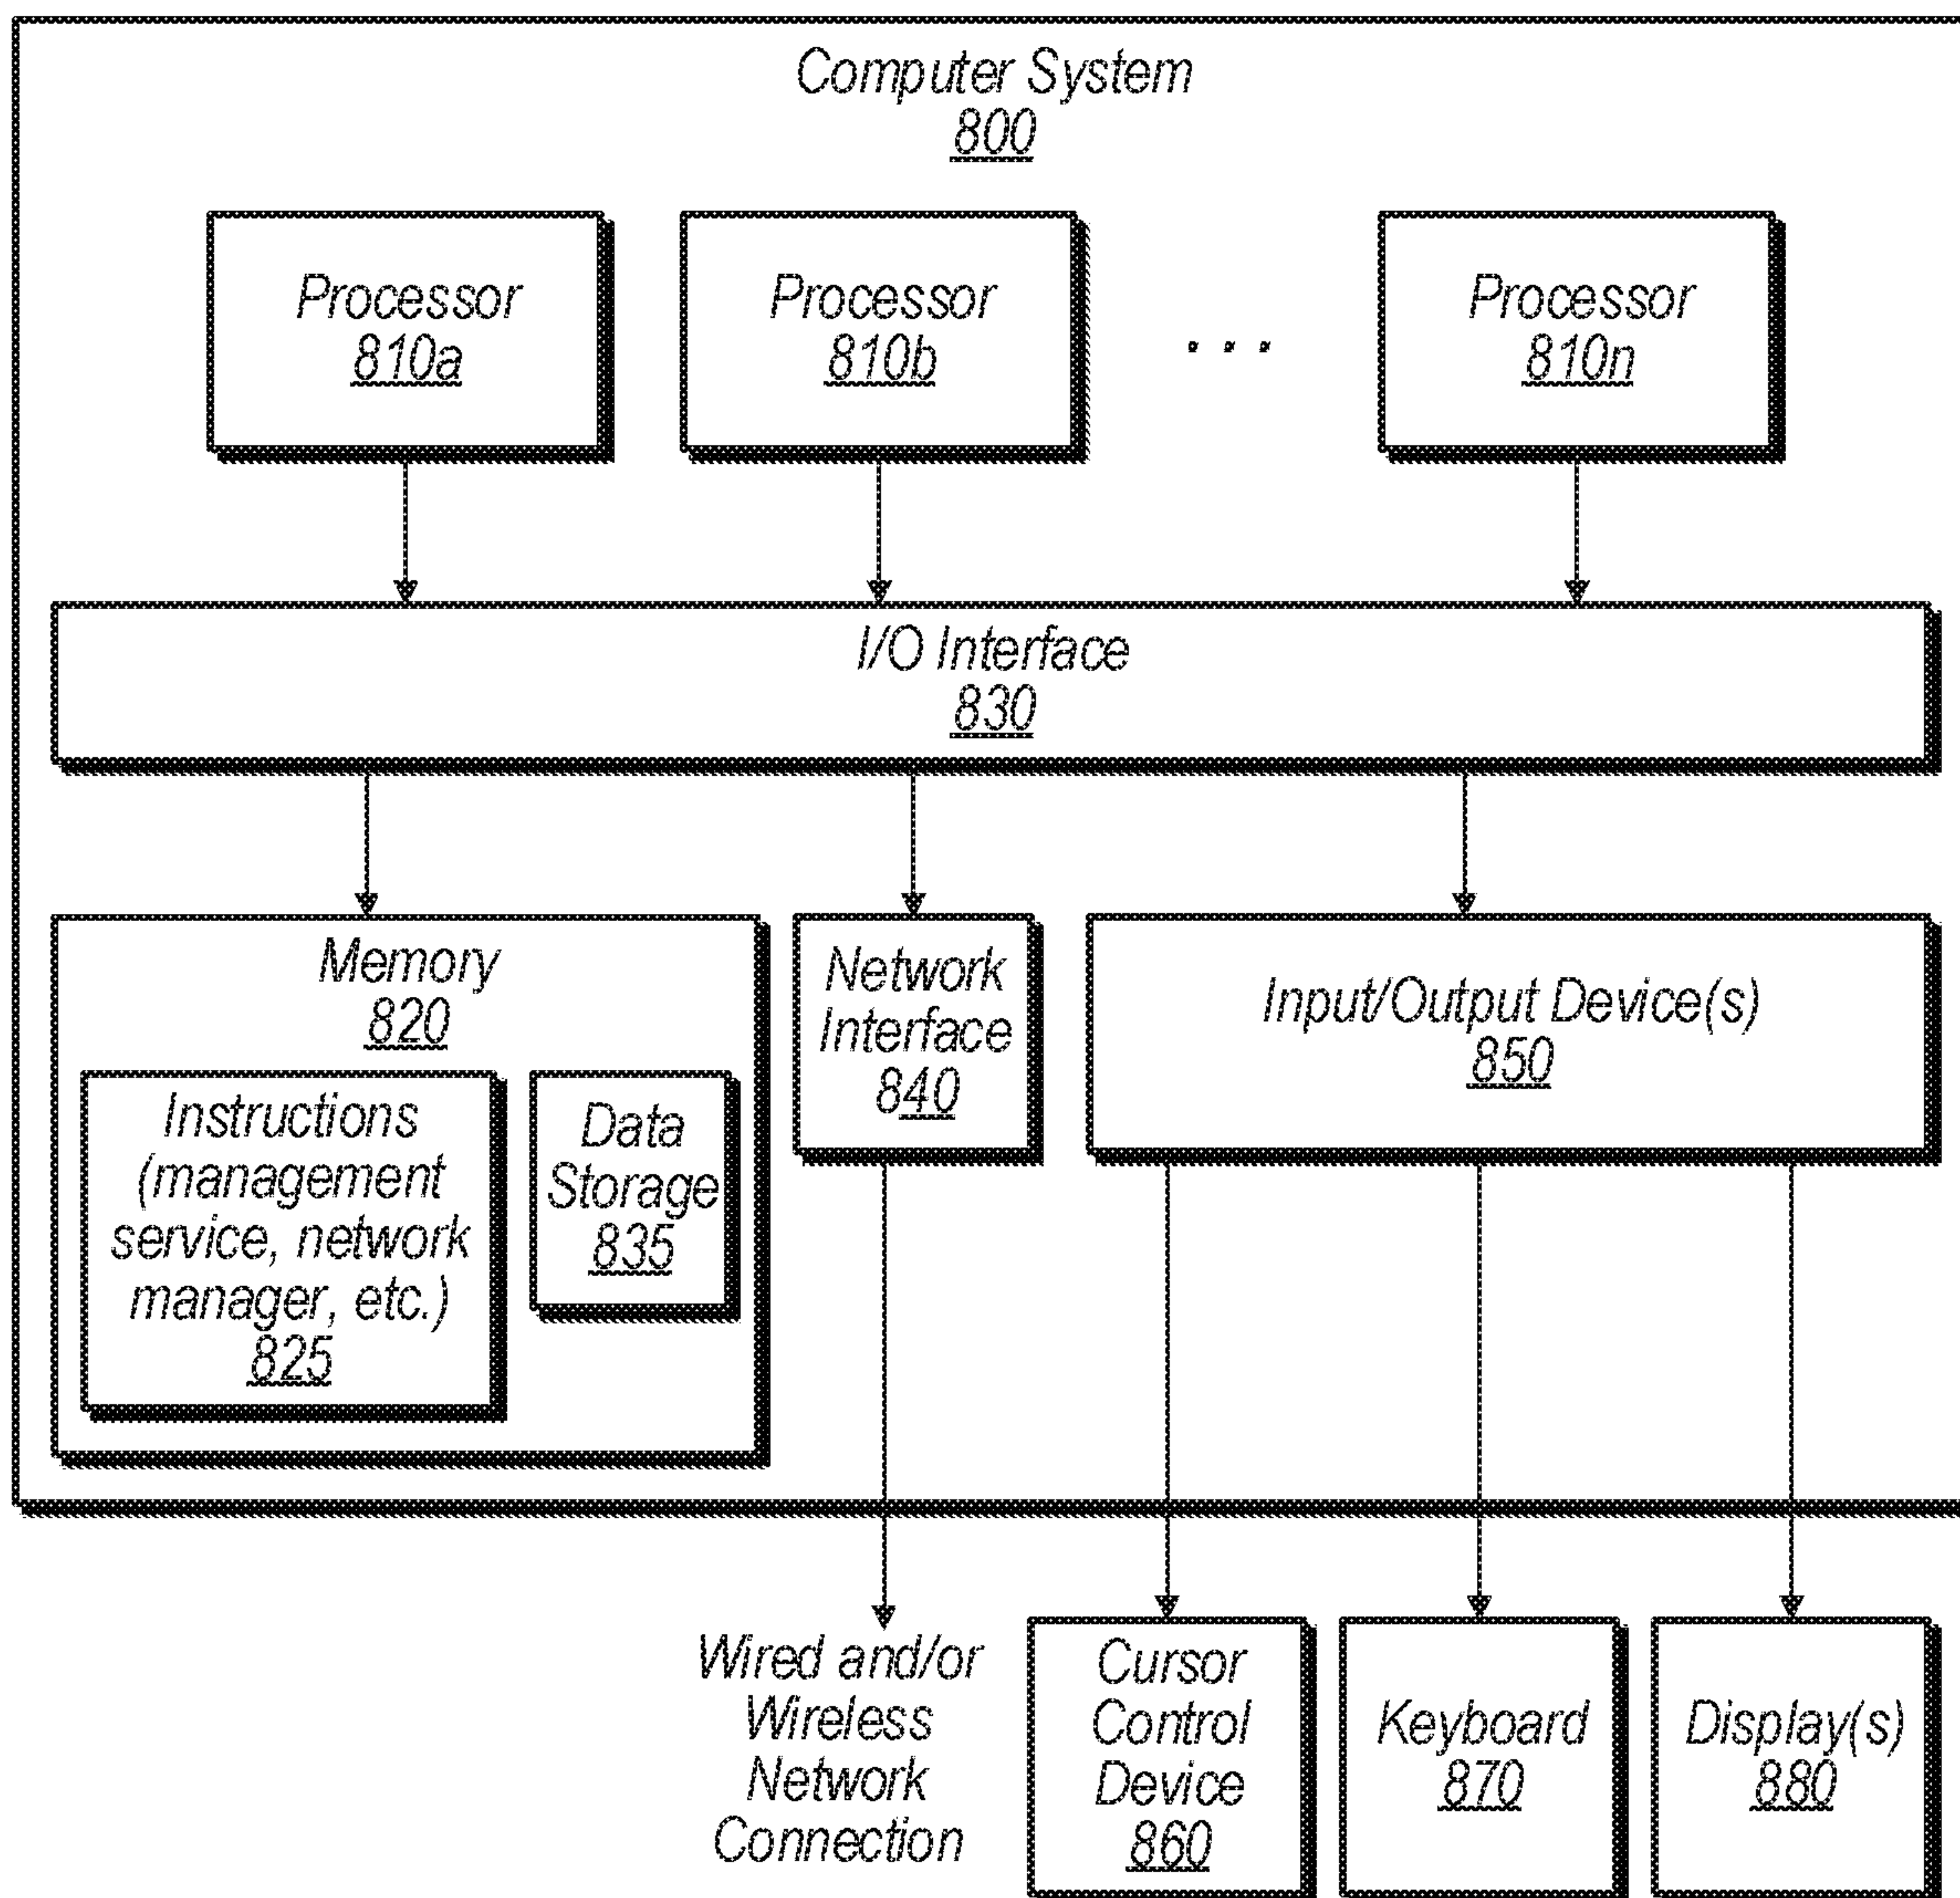 Computer System
800
Processor
810a
Processor
810b
. . .
Processor
810n
I/O Interface
830
Memory
820
Instructions
(management
service, network
manager, etc.)
825
Data
Storage
835
Network
Interface
840
Input/Output Device(s)
850
Wired and/or
Wireless
Network
Connection
Cursor
Control
Device
860
Keyboard
870
Display(s)
880